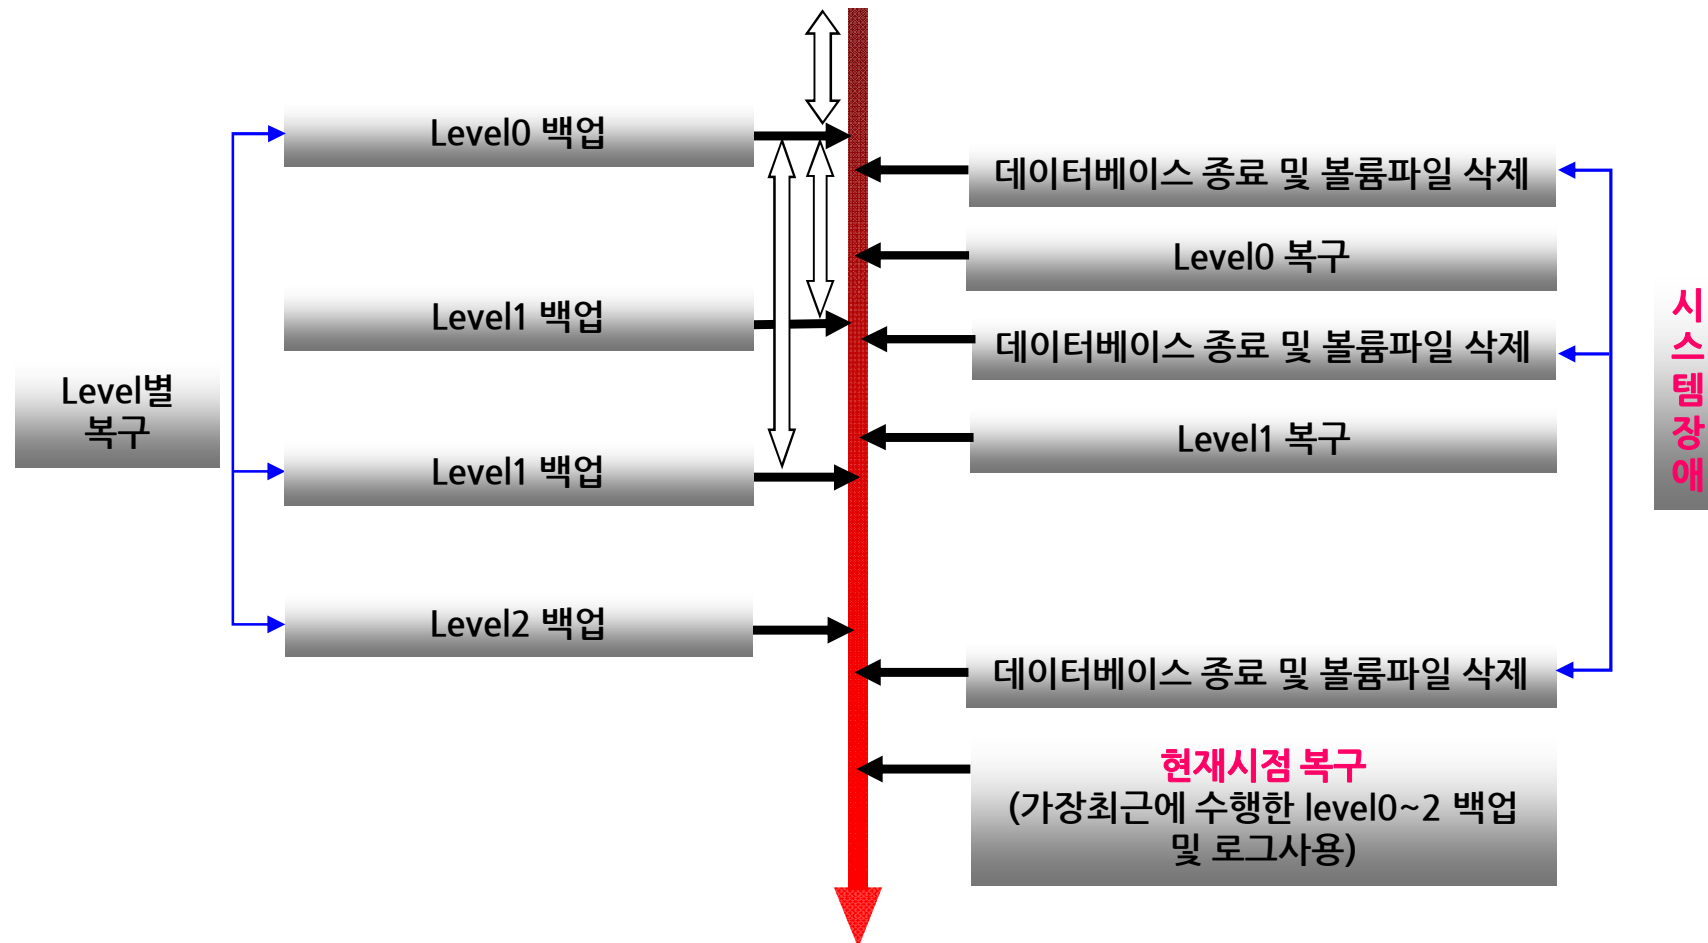 Level0 백업
데이터베이스 종료 및 볼륨파일 삭제
Level0 복구
Level1 백업
데이터베이스 종료 및 볼륨파일 삭제
Level별
복구
Level1 복구
시
스
템
장
애
Level1 백업
Level2 백업
데이터베이스 종료 및 볼륨파일 삭제
현재시점 복구
(가장최근에 수행한 level0~2 백업
및 로그사용)